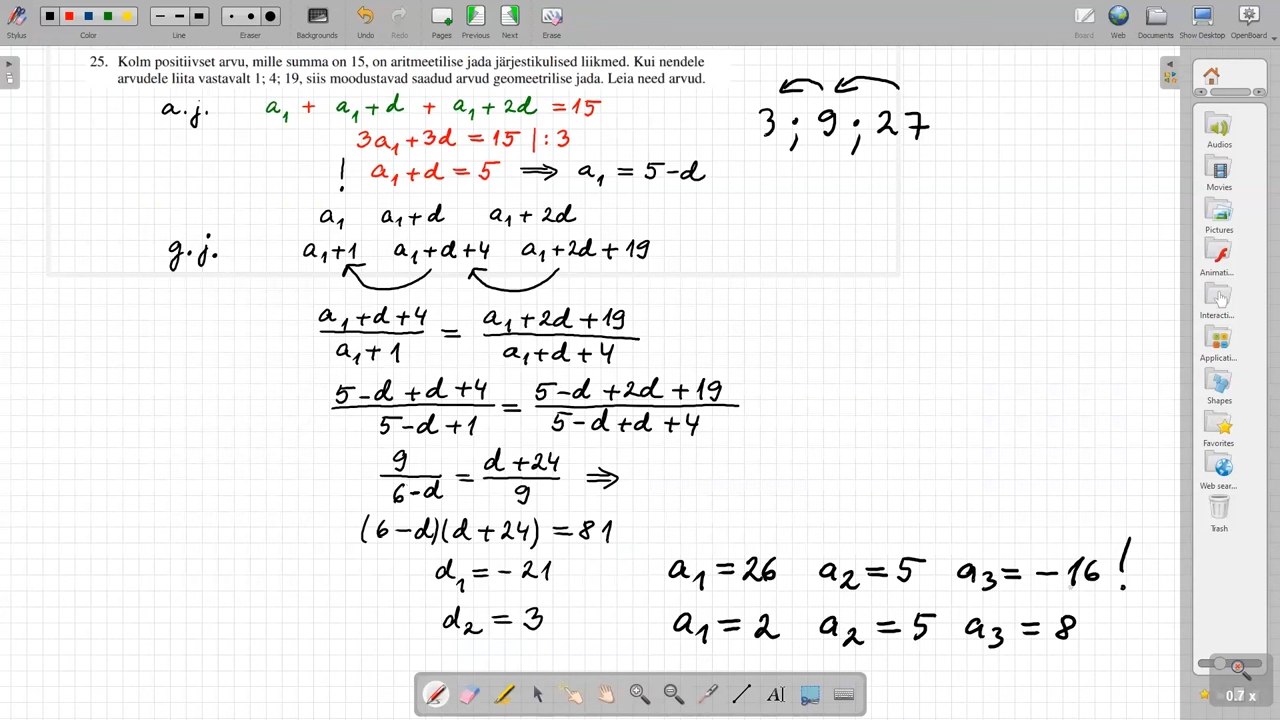 Stylus
Color
Line
Eraser
Backgrounds
Undo
Redo
Pages
Previous
Next
Erase
Board
Web
Documents
Show Desktop
OpenBoard
25. Kolm positiivset arvu, mille summa on 15, on aritmeetilise jada järjestikulised liikmed. Kui nendele
arvudele liita vastavalt 1; 4; 19, siis moodustavad saadud arvud geomeetrilise jada. Leia need arvud.
a.j. a₁ + a₁+d + a₁+2d = 15
3 ; 9 ; 27
3a₁+3d = 15 |:3
! a₁+d = 5 ⟹ a₁ = 5-d
a₁ a₁+d a₁+2d
g.j. a₁+1 a₁+d+4 a₁+2d+19
a₁+d+4 = a₁+2d+19
a₁+1 a₁+d+4
5-d+d+4 = 5-d+2d+19
5-d+1 5-d+d+4
9 = d+24 ⟹
6-d 9
(6-d)(d+24) = 81
d₁ = -21 a₁ = 26 a₂ = 5 a₃ = -16 !
d₂ = 3 a₁ = 2 a₂ = 5 a₃ = 8
Audios
Movies
Pictures
Animati...
Interacti...
Applicati...
Shapes
Favorites
Web sear...
Trash
0.7 x